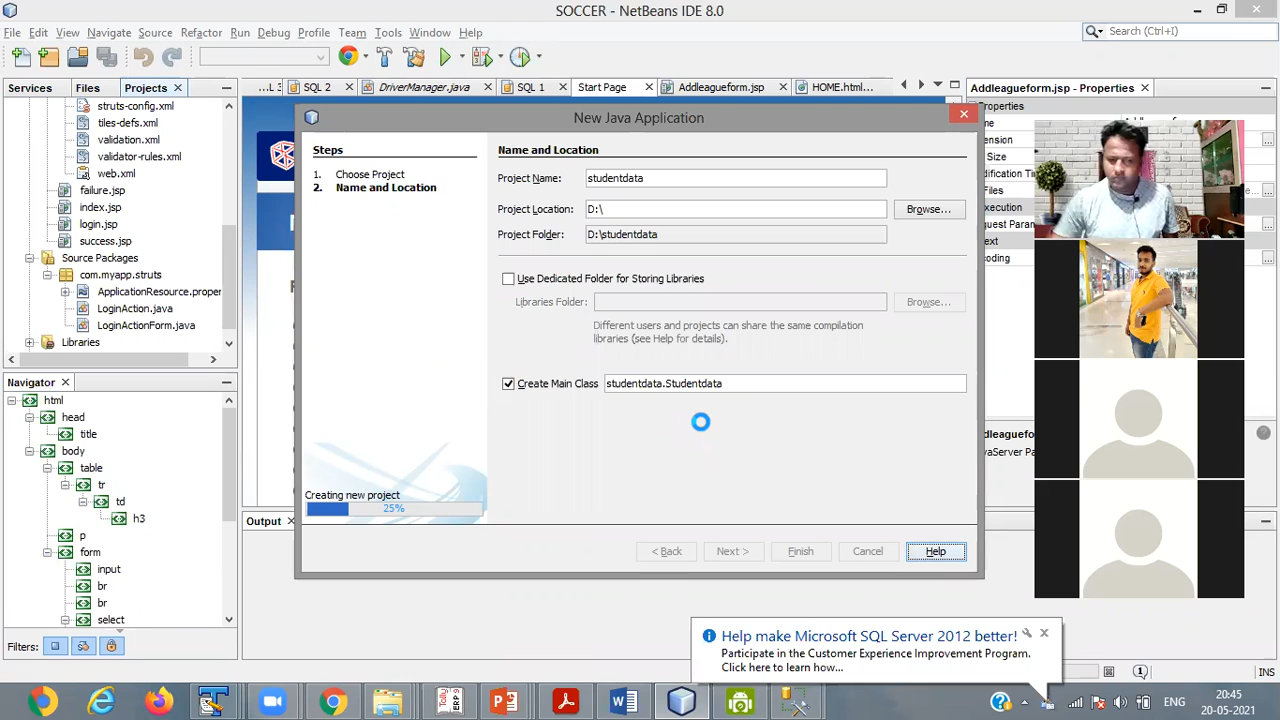 SOCCER - NetBeans IDE 8.0
File Edit View Navigate Source Refactor Run Debug Profile Team Tools Window Help
Search (Ctrl+I)
Services Files Projects
...L 3 SQL 2 DriverManager.java SQL 1 Start Page Addleagueform.jsp HOME.html...
Addleagueform.jsp - Properties
struts-config.xml
tiles-defs.xml
validation.xml
validator-rules.xml
web.xml
failure.jsp
index.jsp
login.jsp
success.jsp
Source Packages
com.myapp.struts
ApplicationResource.proper
LoginAction.java
LoginActionForm.java
Libraries
Navigator
html
head
title
body
table
tr
td
h3
p
form
input
br
br
select
Filters:
New Java Application
Steps
1. Choose Project
2. Name and Location
Name and Location
Project Name: studentdata
Project Location: D:\
Browse...
Project Folder: D:\studentdata
Use Dedicated Folder for Storing Libraries
Libraries Folder:
Browse...
Different users and projects can share the same compilation
libraries (see Help for details).
Create Main Class studentdata.Studentdata
Creating new project
25%
< Back Next > Finish Cancel Help
Output
Properties
Size
Files
Help make Microsoft SQL Server 2012 better!
Participate in the Customer Experience Improvement Program.
Click here to learn how...
1
INS
ENG
20:45
20-05-2021